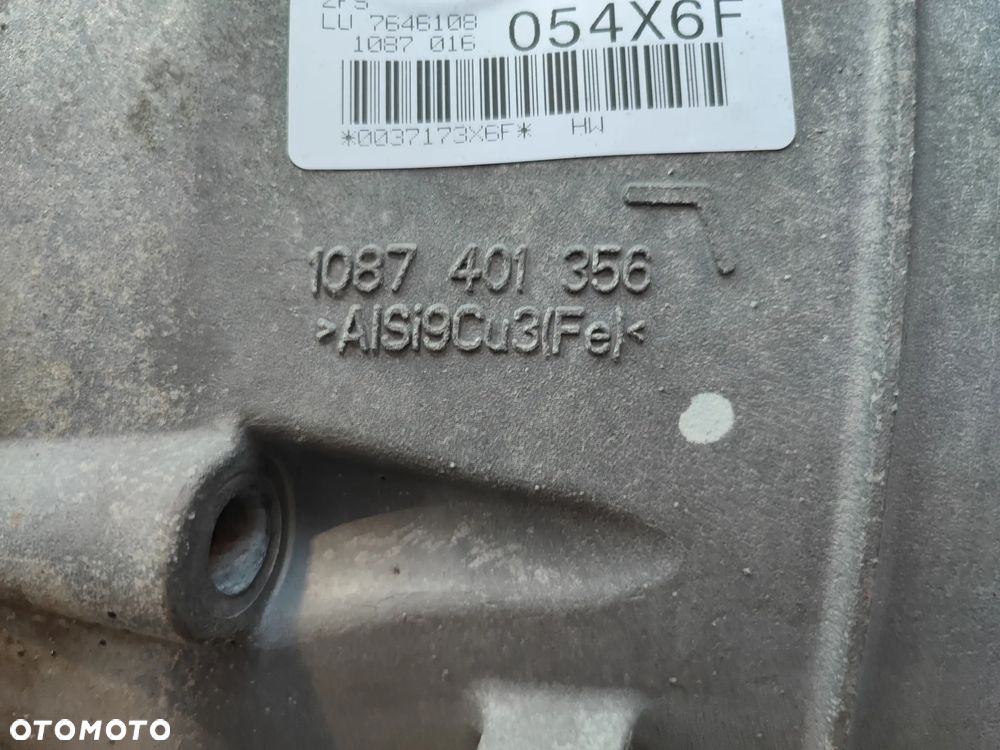 LU 7646108
1087 016
054X6F
*0037173X6F* HW
1087 401 356
>AlSi9Cu3(Fe)<
OTOMOTO